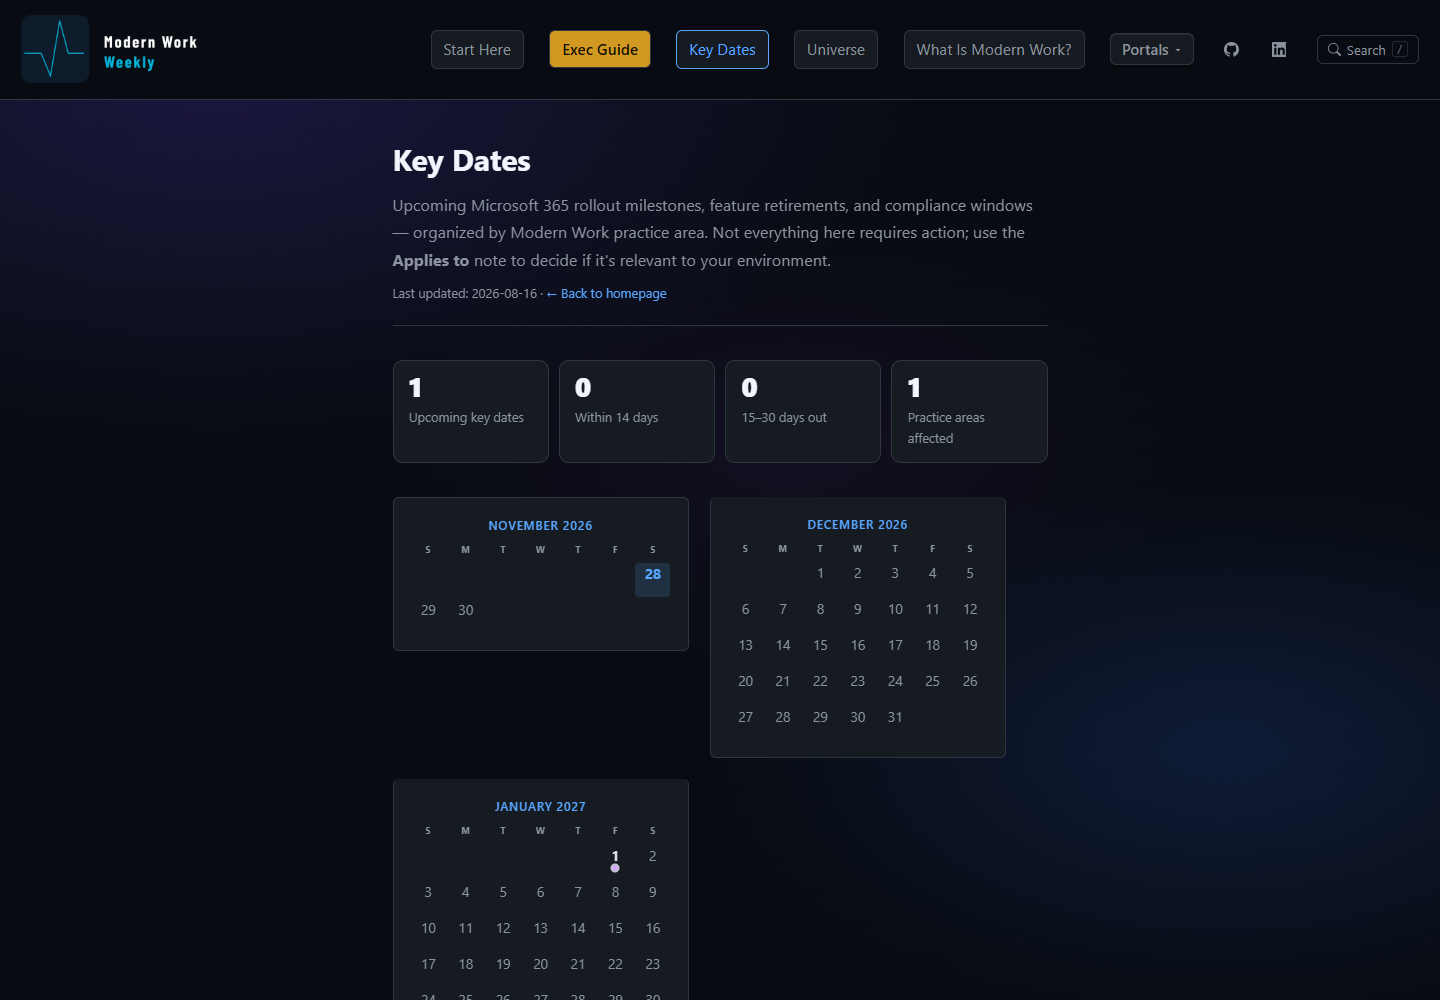 Modern Work
Weekly
Start Here
Exec Guide
Key Dates
Universe
What Is Modern Work?
Portals
Search /
Key Dates
Upcoming Microsoft 365 rollout milestones, feature retirements, and compliance windows
— organized by Modern Work practice area. Not everything here requires action; use the
Applies to note to decide if it's relevant to your environment.
Last updated: 2026-08-16 · ← Back to homepage
1
Upcoming key dates
0
Within 14 days
0
15–30 days out
1
Practice areas
affected
NOVEMBER 2026
S M T W T F S
28
29 30
DECEMBER 2026
S M T W T F S
1 2 3 4 5
6 7 8 9 10 11 12
13 14 15 16 17 18 19
20 21 22 23 24 25 26
27 28 29 30 31
JANUARY 2027
S M T W T F S
1 2
3 4 5 6 7 8 9
10 11 12 13 14 15 16
17 18 19 20 21 22 23
24 25 26 27 28 29 30